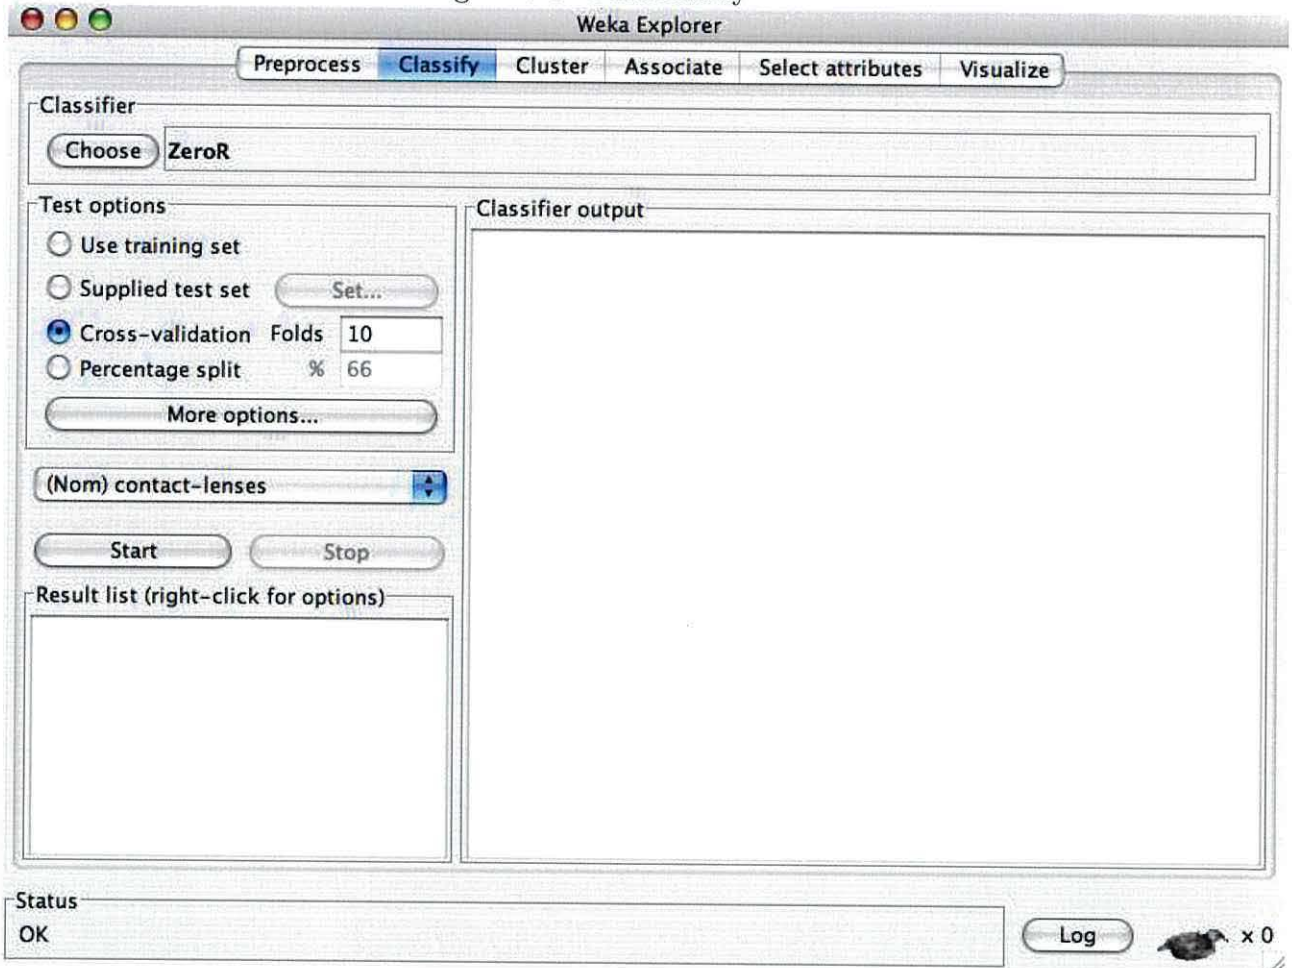 Weka Explorer
Preprocess Classify Cluster Associate Select attributes Visualize
Classifier
Choose ZeroR
Test options
Use training set
Supplied test set Set...
Cross-validation Folds 10
Percentage split % 66
More options...
(Nom) contact-lenses
Start Stop
Result list (right-click for options)
Classifier output
Status
OK
Log x 0